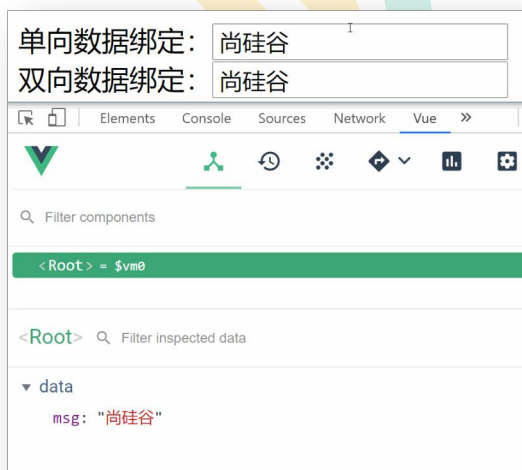 单向数据绑定： 尚硅谷
双向数据绑定： 尚硅谷
Elements Console Sources Network Vue »
Filter components
<Root> = $vm0
<Root> Filter inspected data
data
msg: "尚硅谷"